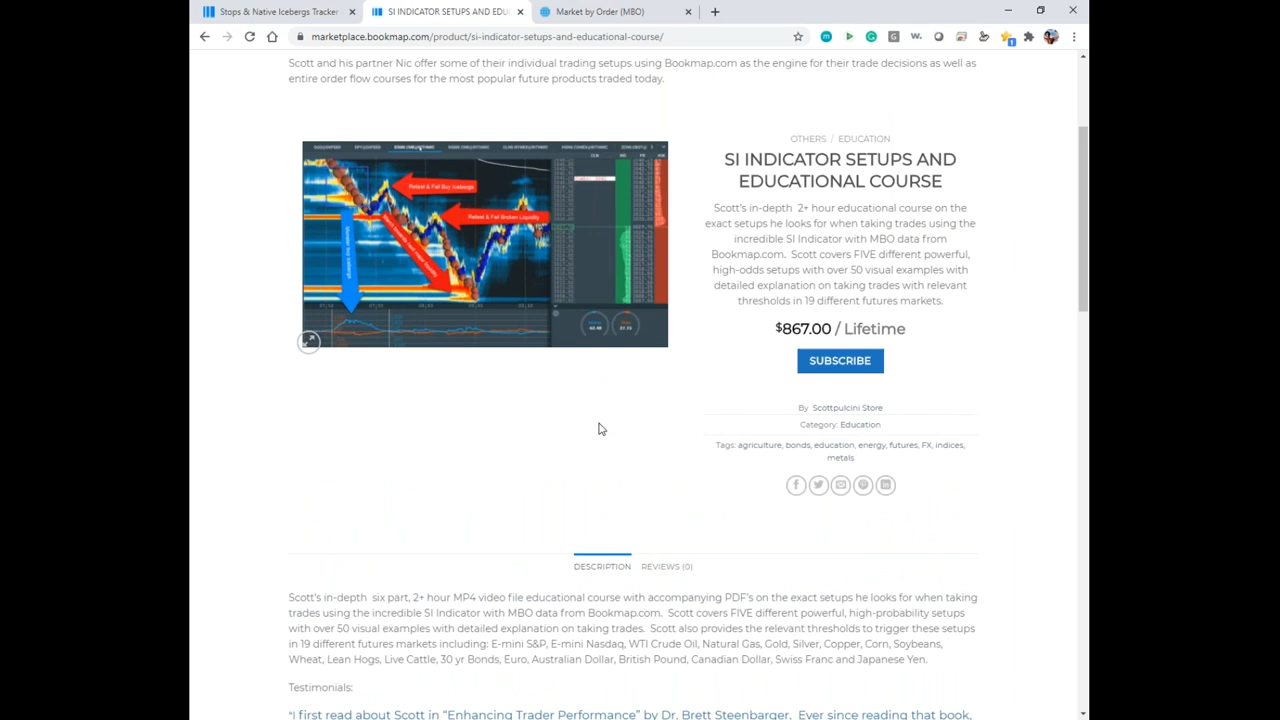 Stops & Native Icebergs Tracker
SI INDICATOR SETUPS AND EDUC
Market by Order (MBO)
marketplace.bookmap.com/product/si-indicator-setups-and-educational-course/
Scott and his partner Nic offer some of their individual trading setups using Bookmap.com as the engine for their trade decisions as well as
entire order flow courses for the most popular future products traded today.
OTHERS / EDUCATION
SI INDICATOR SETUPS AND
EDUCATIONAL COURSE
Retest & Fail Buy Icebergs
Retest & Fail Broken Liquidity
Scott's in-depth 2+ hour educational course on the
exact setups he looks for when taking trades using the
incredible SI Indicator with MBO data from
Bookmap.com. Scott covers FIVE different powerful,
high-odds setups with over 50 visual examples with
detailed explanation on taking trades with relevant
thresholds in 19 different futures markets.
$867.00 / Lifetime
SUBSCRIBE
By Scottpulcini Store
Category: Education
Tags: agriculture, bonds, education, energy, futures, FX, indices,
metals
DESCRIPTION
REVIEWS (0)
Scott's in-depth six part, 2+ hour MP4 video file educational course with accompanying PDF's on the exact setups he looks for when taking
trades using the incredible SI Indicator with MBO data from Bookmap.com. Scott covers FIVE different powerful, high-probability setups
with over 50 visual examples with detailed explanation on taking trades. Scott also provides the relevant thresholds to trigger these setups
in 19 different futures markets including: E-mini S&P, E-mini Nasdaq, WTI Crude Oil, Natural Gas, Gold, Silver, Copper, Corn, Soybeans,
Wheat, Lean Hogs, Live Cattle, 30 yr Bonds, Euro, Australian Dollar, British Pound, Canadian Dollar, Swiss Franc and Japanese Yen.
Testimonials:
"I first read about Scott in "Enhancing Trader Performance" by Dr. Brett Steenbarger. Ever since reading that book,